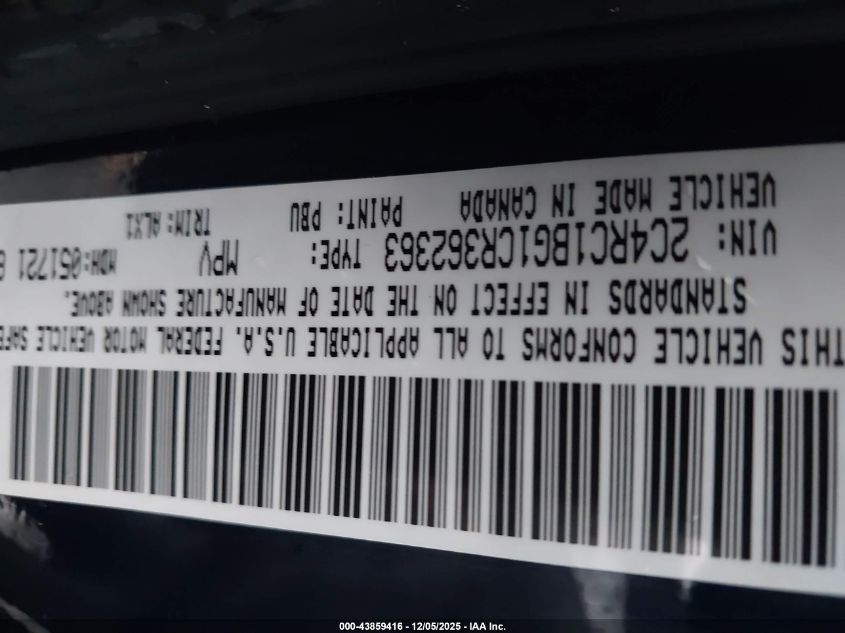 THIS VEHICLE CONFORMS TO ALL APPLICABLE U.S.A. FEDERAL MOTOR VEHICLE SAFE
STANDARDS IN EFFECT ON THE DATE OF MANUFACTURE SHOWN ABOVE.
VIN: 2C4RC1BG1CR362363 TYPE: MPV MDH:051721
VEHICLE MADE IN CANADA PAINT: PBU TRIM: ALX1
000-43859416 - 12/05/2025 - IAA Inc.